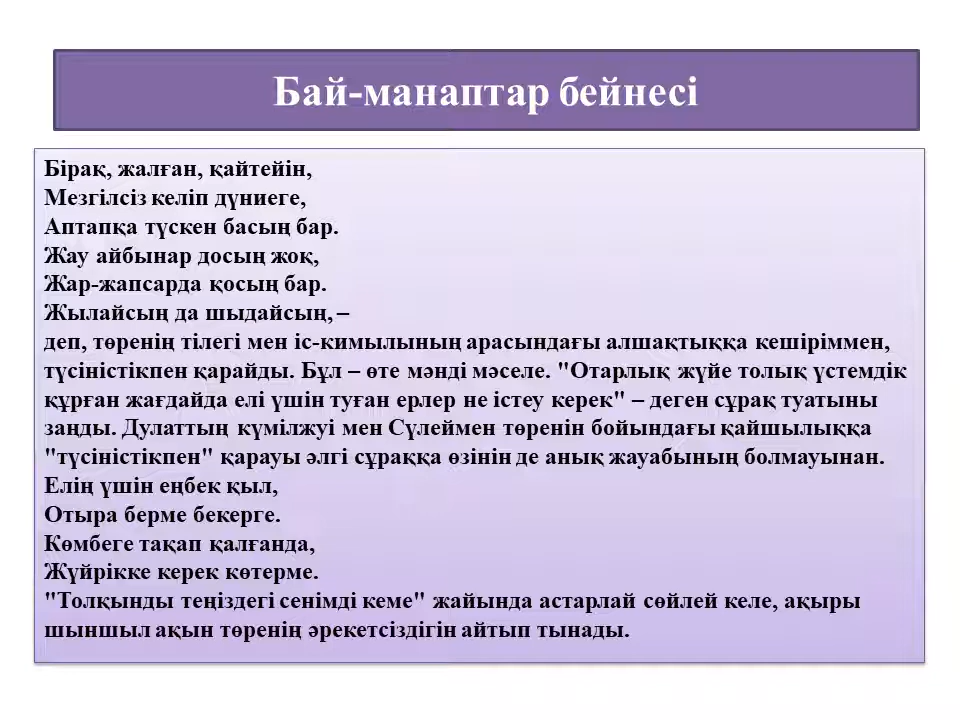 Бай-манаптар бейнесі
Бірақ, жалған, қайтейін,
Мезгілсіз келіп дүниеге,
Аптапқа түскен басың бар.
Жау айбынар досың жоқ,
Жар-жапсарда қосың бар.
Жылайсың да шыдайсың, –
деп, төренің тілегі мен іс-кимылының арасындағы алшақтыққа кешіріммен,
түсіністікпен қарайды. Бұл – өте мәнді мәселе. "Отарлық жүйе толық үстемдік
құрған жағдайда елі үшін туған ерлер не істеу керек" – деген сұрақ туатыны
заңды. Дулаттың күмілжуі мен Сүлеймен төренің бойындағы қайшылыққа
"түсіністікпен" қарауы әлгі сұраққа өзінін де анық жауабының болмауынан.
Елің үшін еңбек қыл,
Отыра берме бекерге.
Көмбеге тақап қалғанда,
Жүйрікке керек көтерме.
"Толқынды теңіздегі сенімді кеме" жайында астарлай сөйлей келе, ақыры
шыншыл ақын төренің әрекетсіздігін айтып тынады.